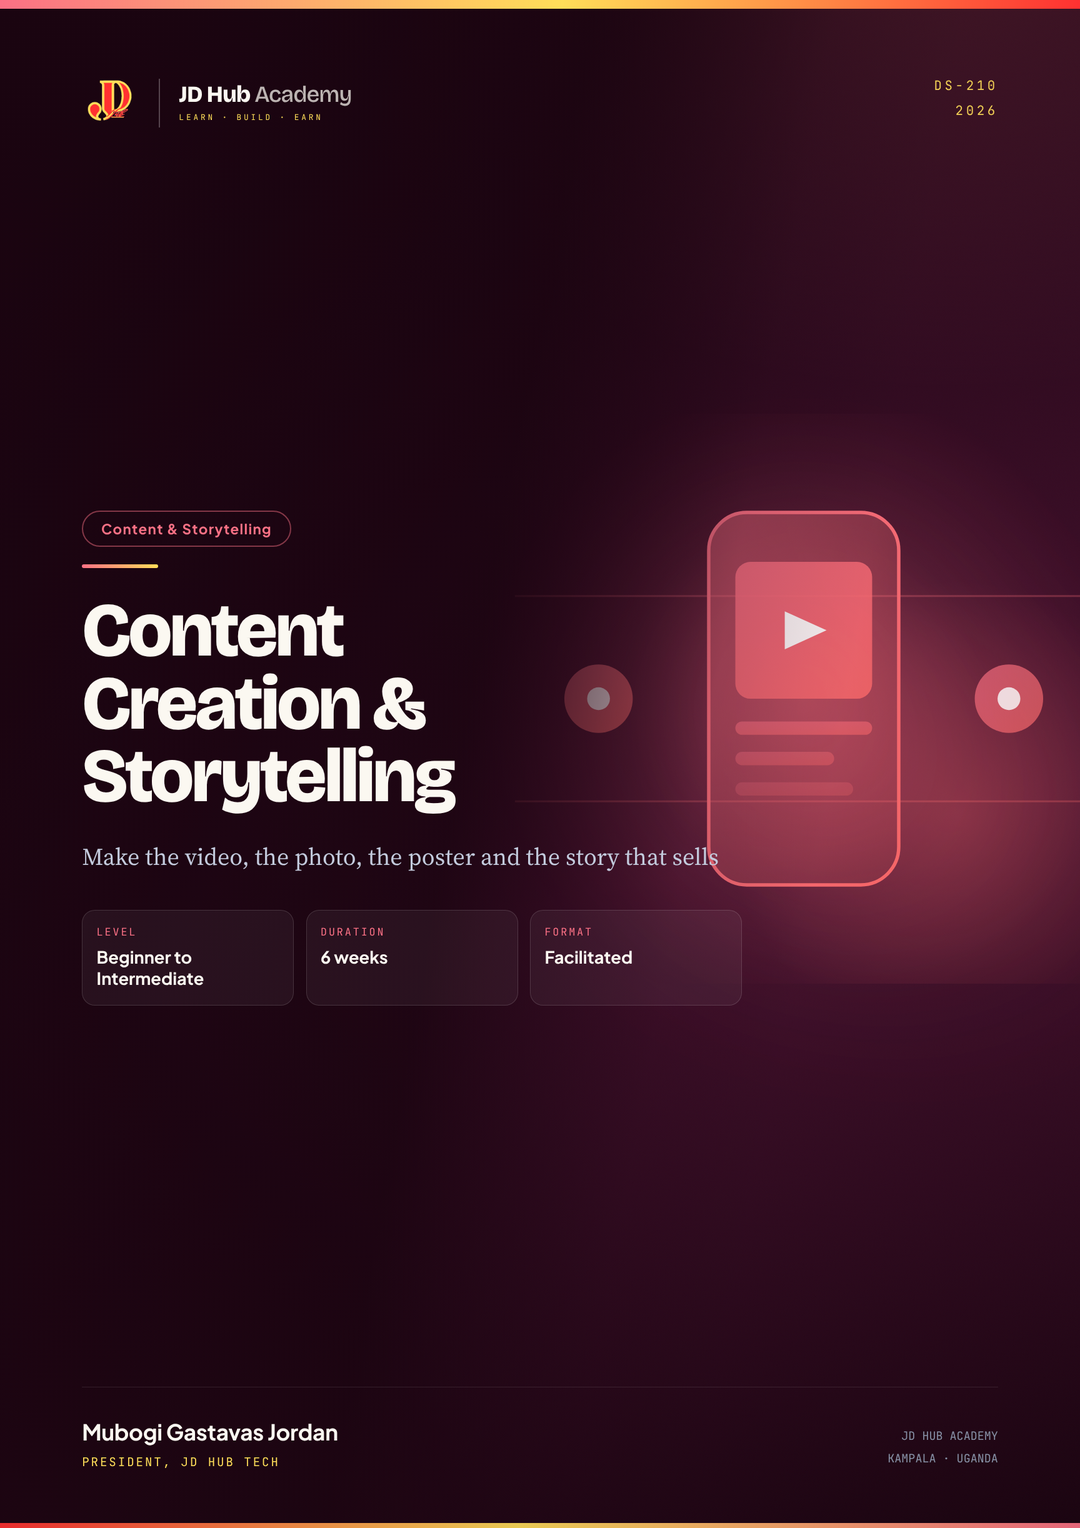 JD
JD Hub Academy
LEARN · BUILD · EARN
DS-210
2026
Content & Storytelling
Content
Creation &
Storytelling
Make the video, the photo, the poster and the story that sells
LEVEL
Beginner to
Intermediate
DURATION
6 weeks
FORMAT
Facilitated
Mubogi Gastavas Jordan
PRESIDENT, JD HUB TECH
JD HUB ACADEMY
KAMPALA · UGANDA